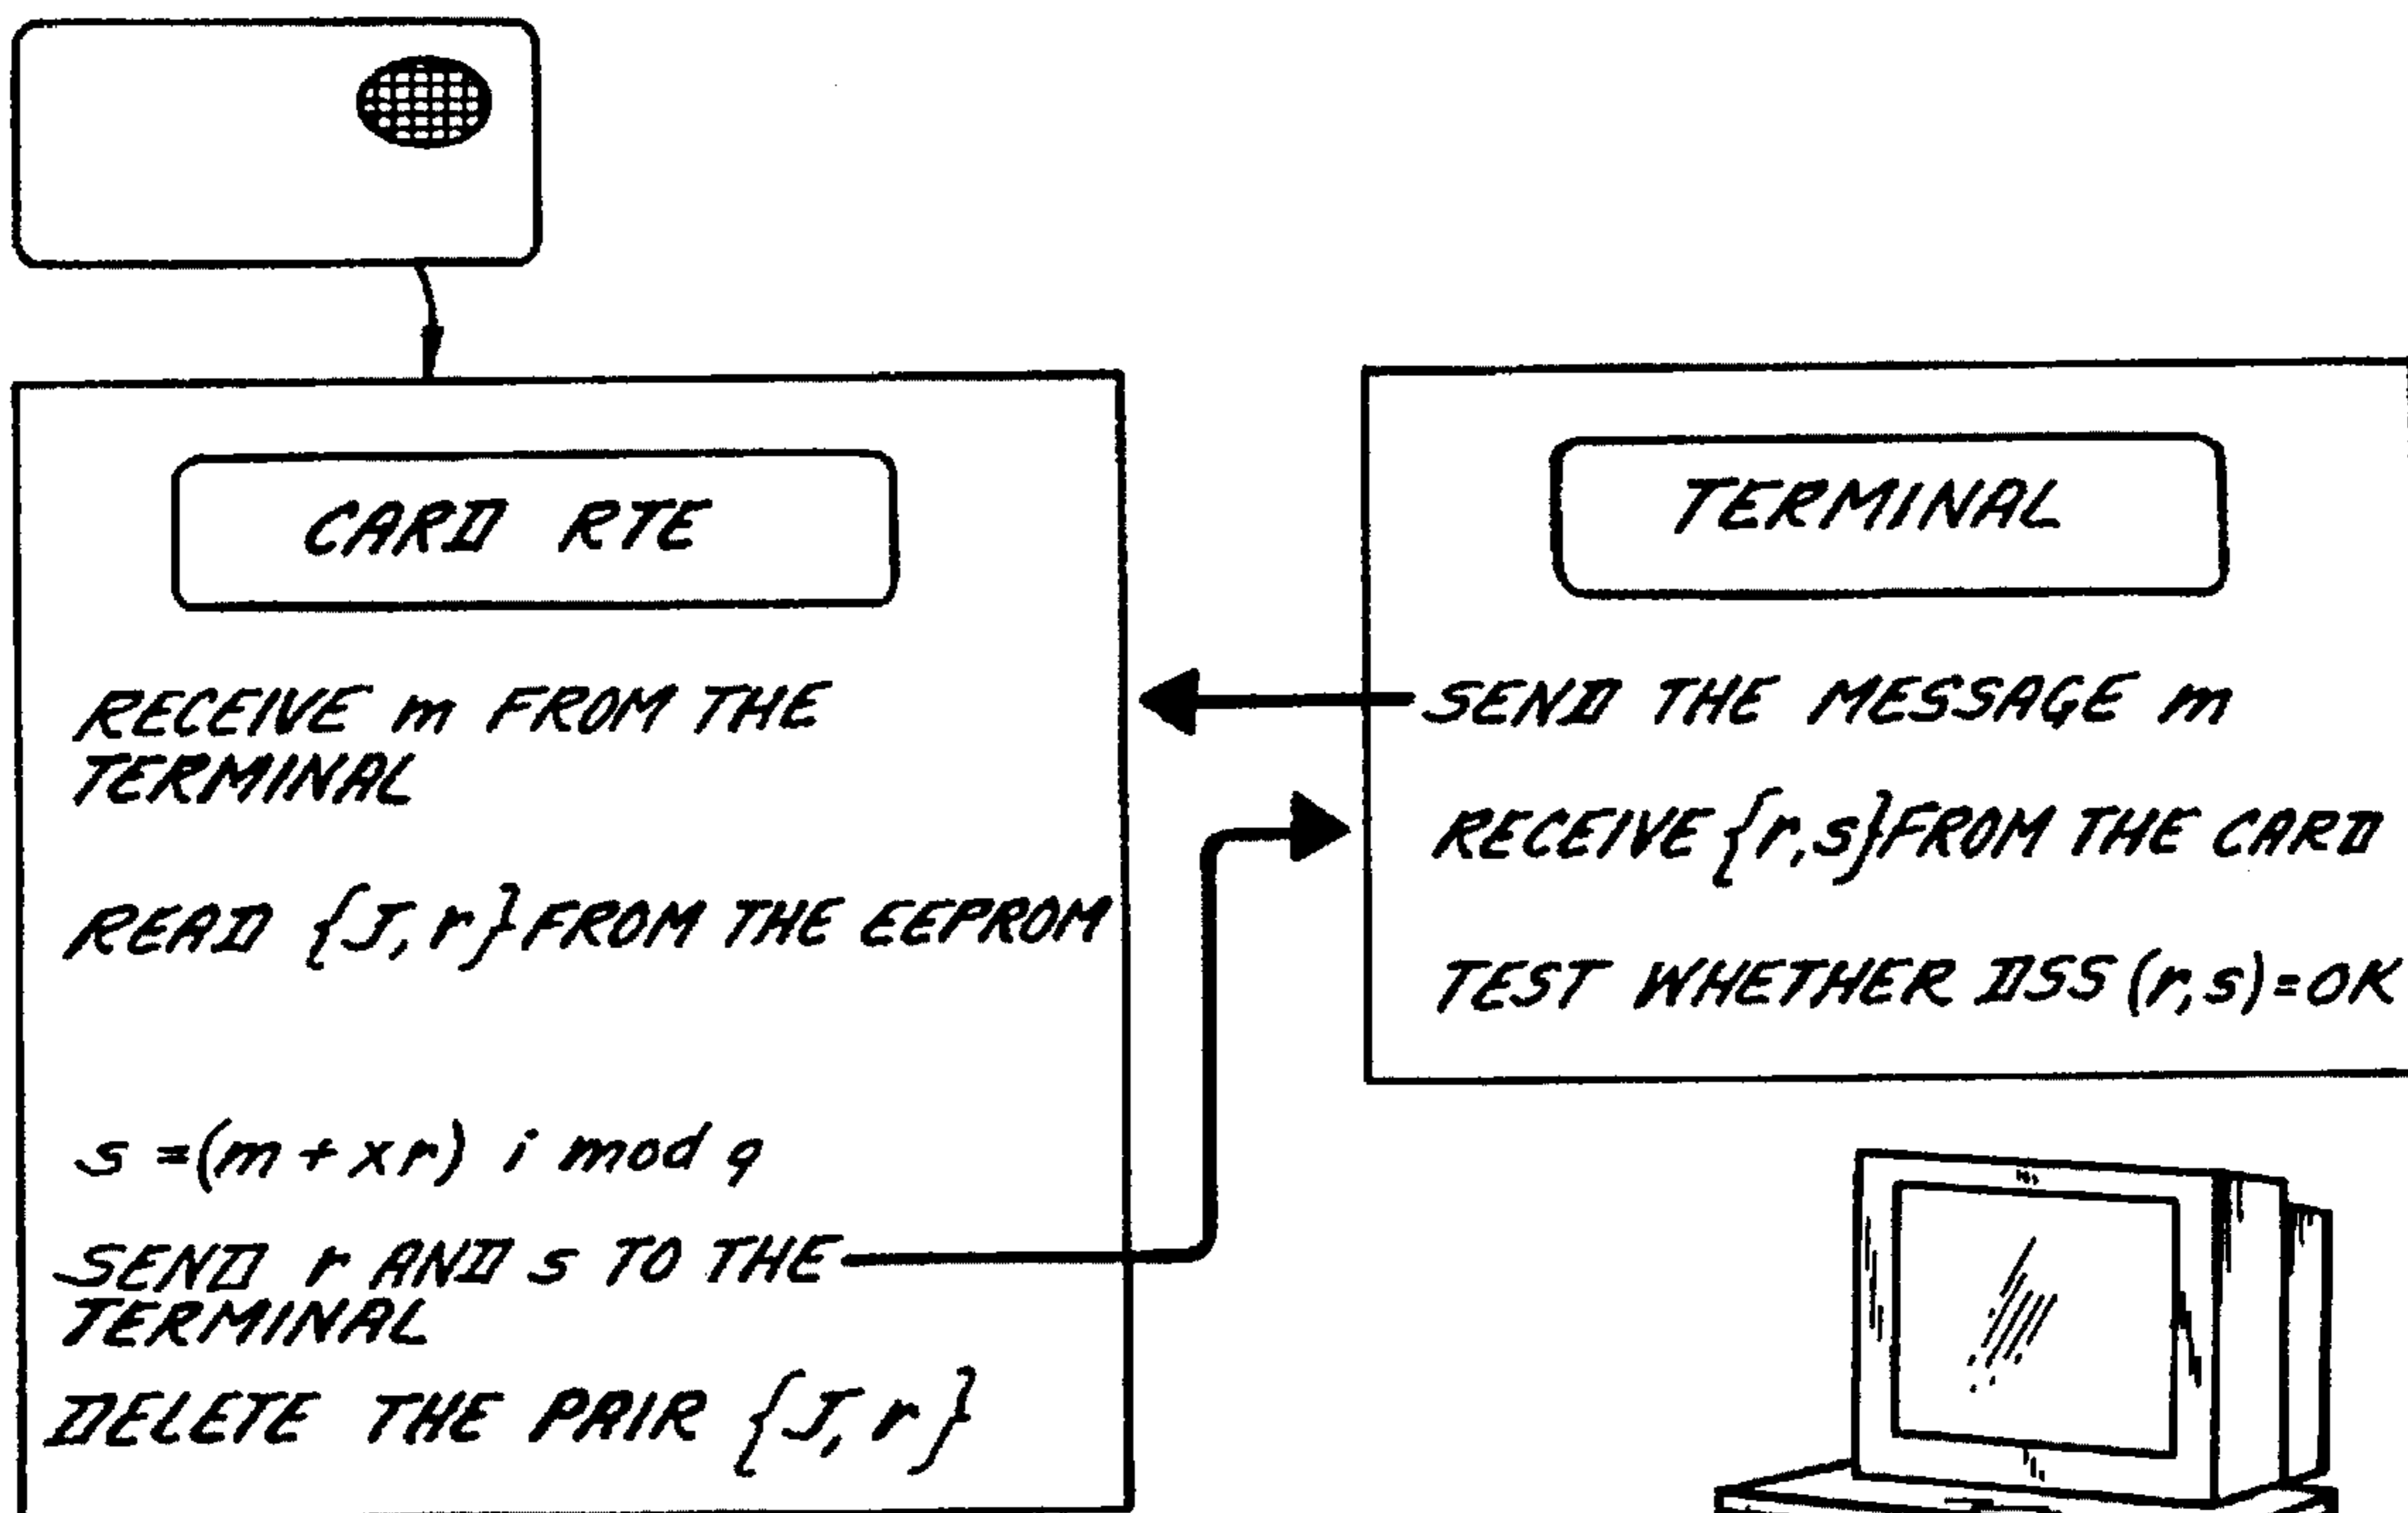 CARD RTE
RECEIVE m FROM THE
TERMINAL
READ {J, r} FROM THE EEPROM
s = (m + xr) i mod q
SEND r AND s TO THE
TERMINAL
DELETE THE PAIR {J, r}
TERMINAL
SEND THE MESSAGE m
RECEIVE {r, s} FROM THE CARD
TEST WHETHER DSS (r, s) = OK